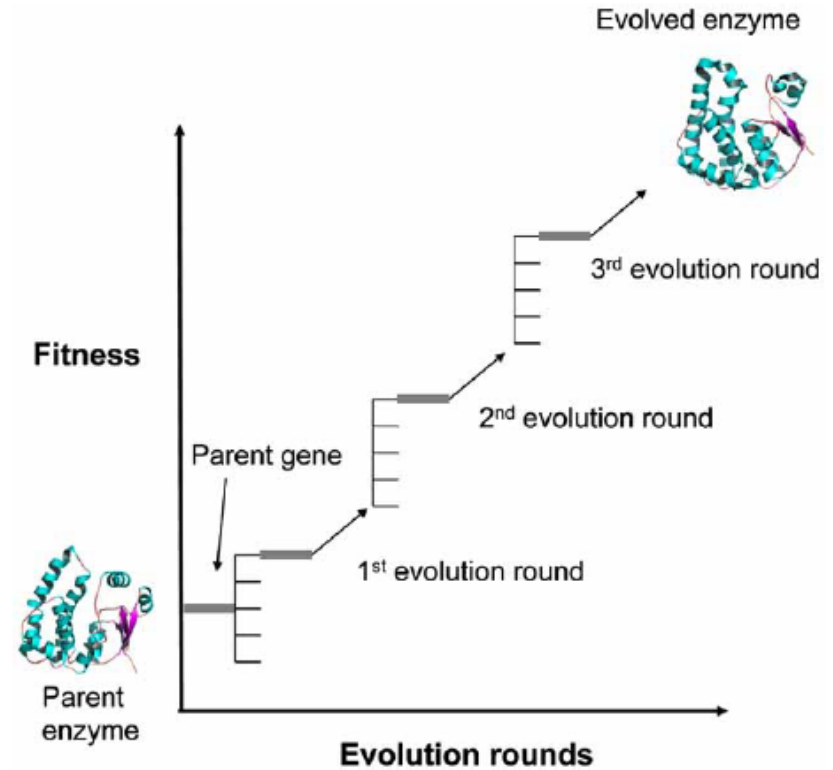 Evolved enzyme
3rd evolution round
Fitness
2nd evolution round
Parent gene
1st evolution round
Parent
enzyme
Evolution rounds